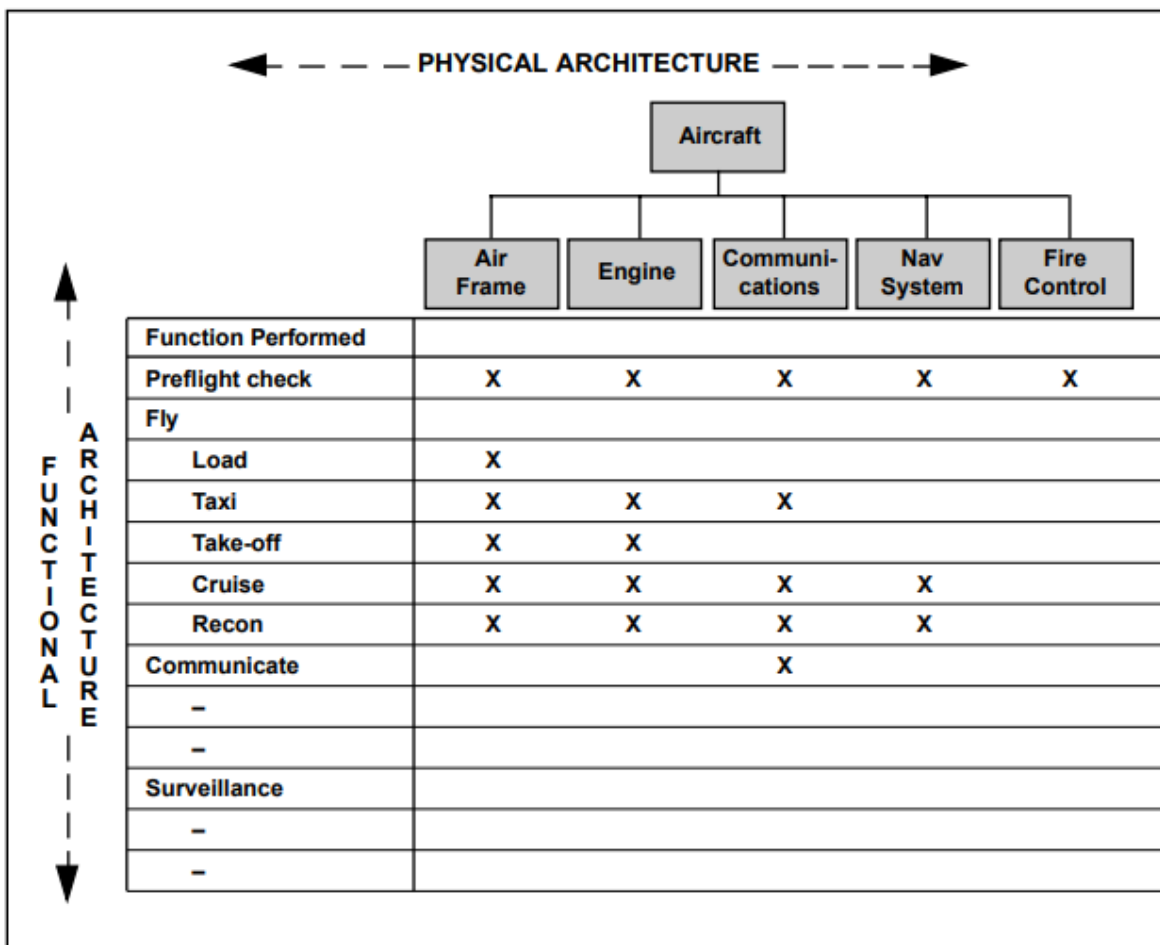 PHYSICAL ARCHITECTURE
Aircraft
Air
Frame
Engine
Communi-
cations
Nav
System
Fire
Control
FUNCTIONAL
ARCHITECTURE
Function Performed
Preflight check X X X X X
Fly
Load X
Taxi X X X
Take-off X X
Cruise X X X X
Recon X X X X
Communicate X
–
–
Surveillance
–
–